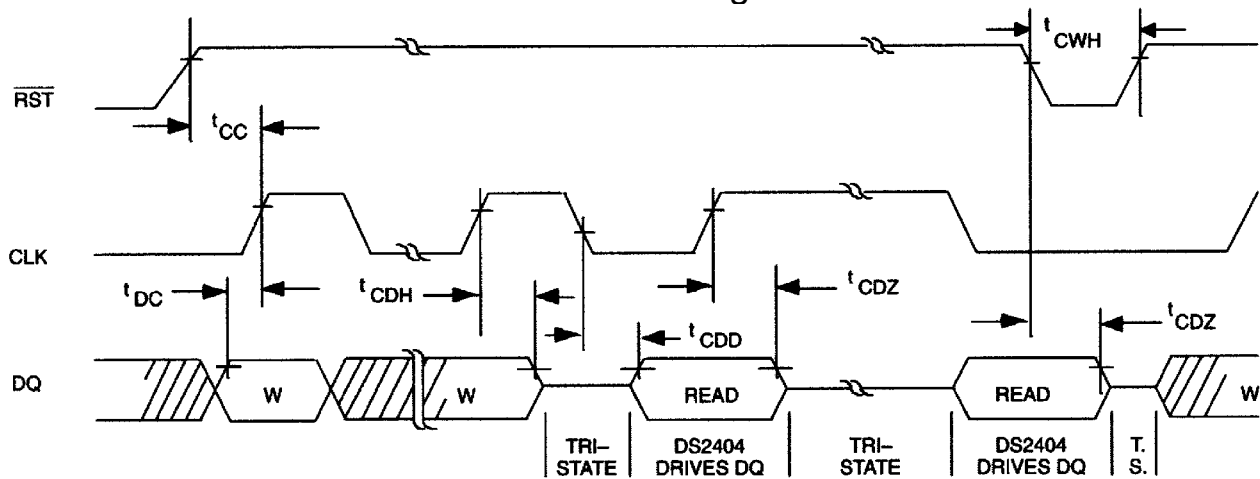 g
t CWH
RST
t CC
CLK
t DC
t CDH
t CDZ
t CDD
t CDZ
DQ
W
W
READ
READ
W
TRI–
STATE
DS2404
DRIVES DQ
TRI–
STATE
DS2404
DRIVES DQ
T.
S.